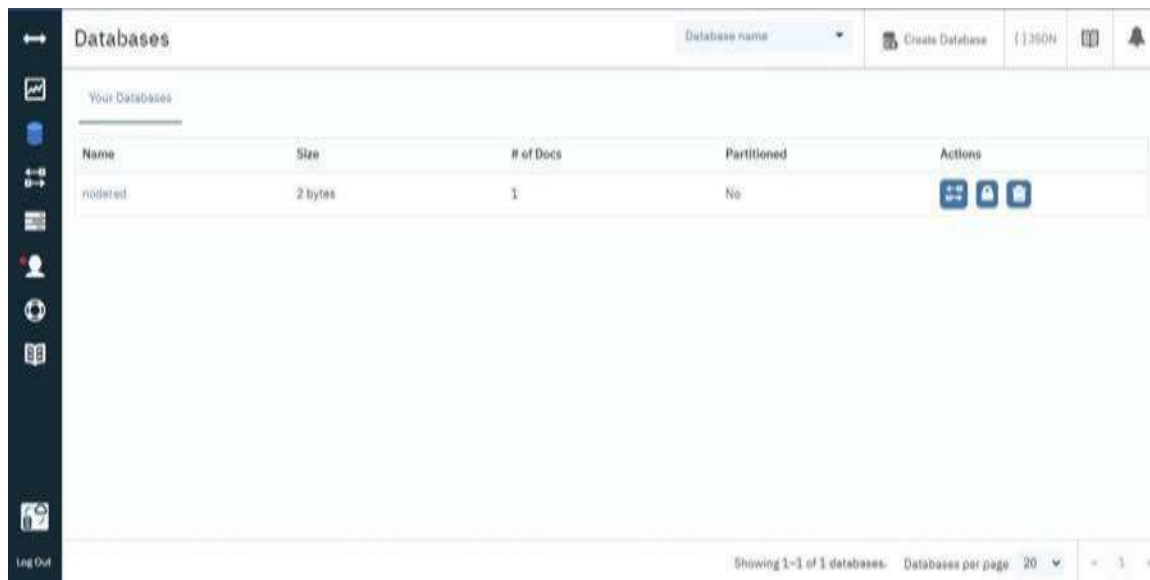 Databases
Database name
Create Database
{ } JSON
Your Databases
Name Size # of Docs Partitioned Actions
nodered 2 bytes 1 No
Log Out
Showing 1–1 of 1 databases. Databases per page 20 « 1 »